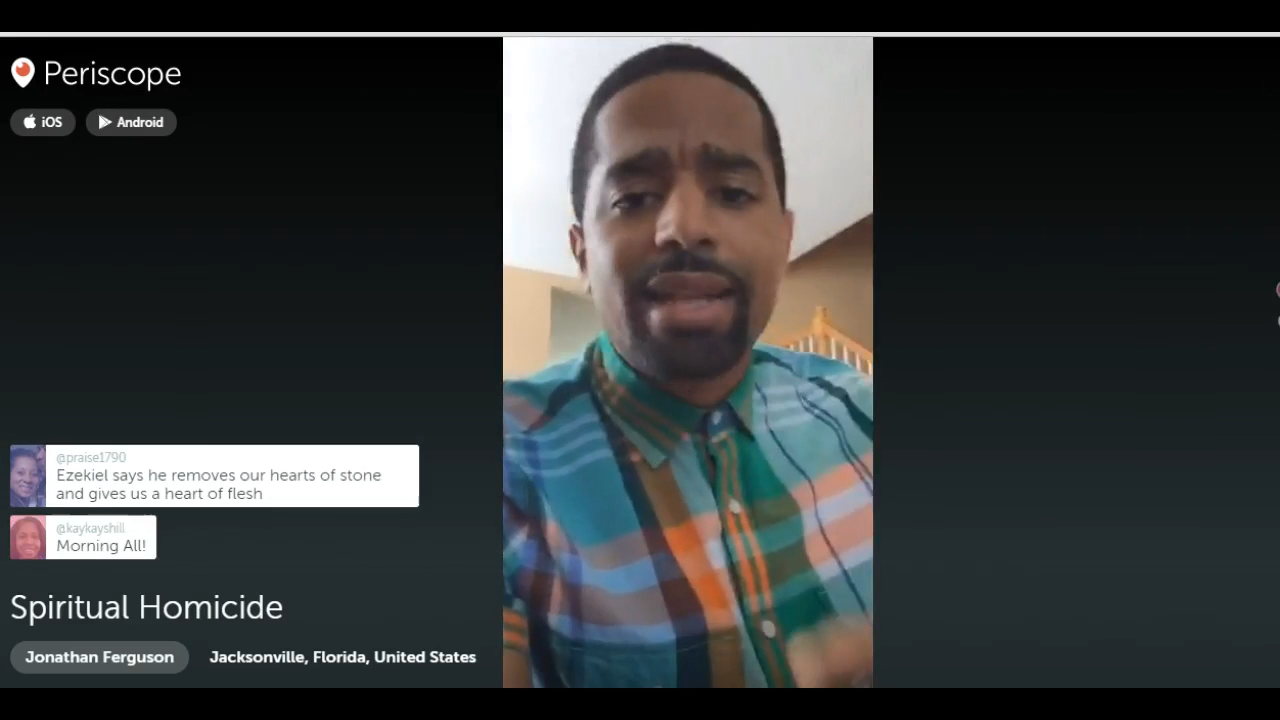 Periscope
iOS
Android
@praise1790
Ezekiel says he removes our hearts of stone
and gives us a heart of flesh
@kaykayshill
Morning All!
Spiritual Homicide
Jonathan Ferguson
Jacksonville, Florida, United States